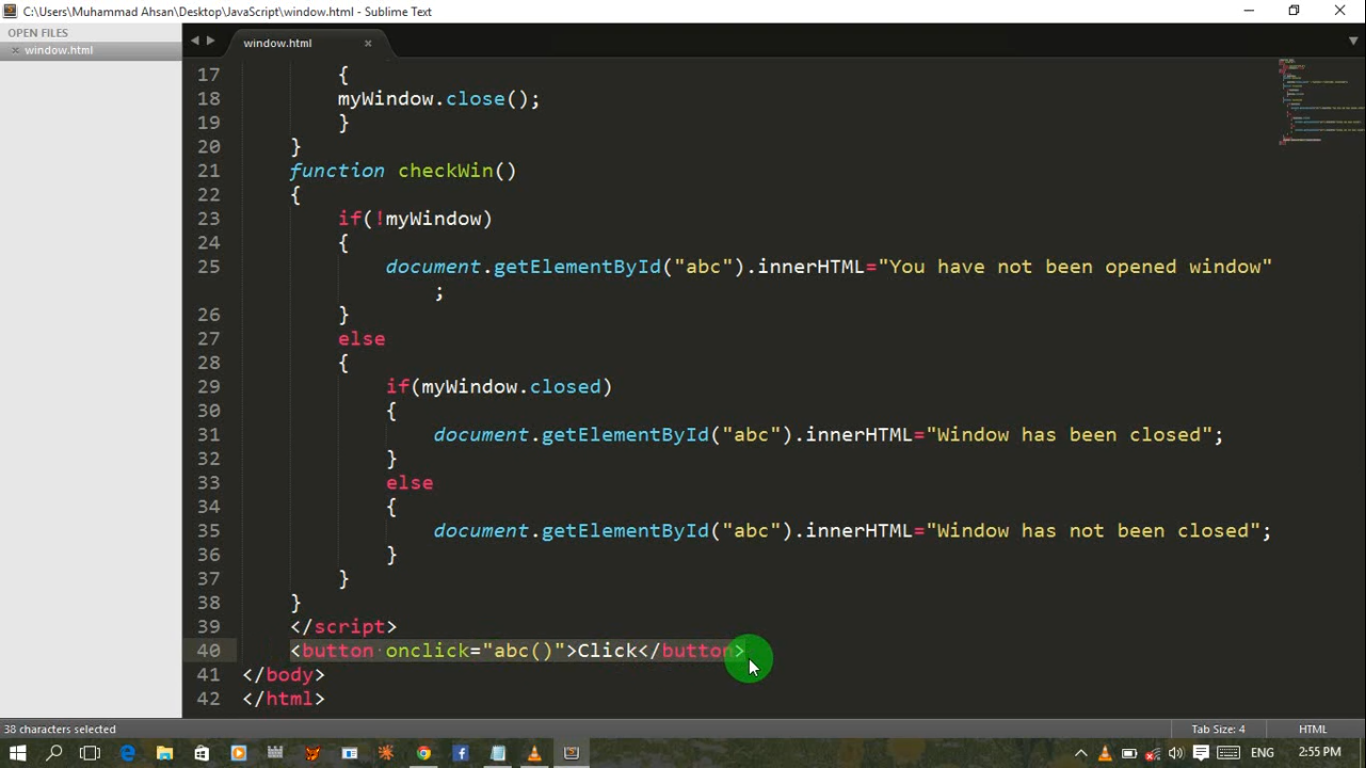 C:\Users\Muhammad Ahsan\Desktop\JavaScript\window.html - Sublime Text
OPEN FILES
window.html
window.html
17 {
18 myWindow.close();
19 }
20 }
21 function checkWin()
22 {
23 if(!myWindow)
24 {
25 document.getElementById("abc").innerHTML="You have not been opened window"
;
26 }
27 else
28 {
29 if(myWindow.closed)
30 {
31 document.getElementById("abc").innerHTML="Window has been closed";
32 }
33 else
34 {
35 document.getElementById("abc").innerHTML="Window has not been closed";
36 }
37 }
38 }
39 </script>
40 <button onclick="abc()">Click</button>
41 </body>
42 </html>
38 characters selected
Tab Size: 4
HTML
ENG
2:55 PM